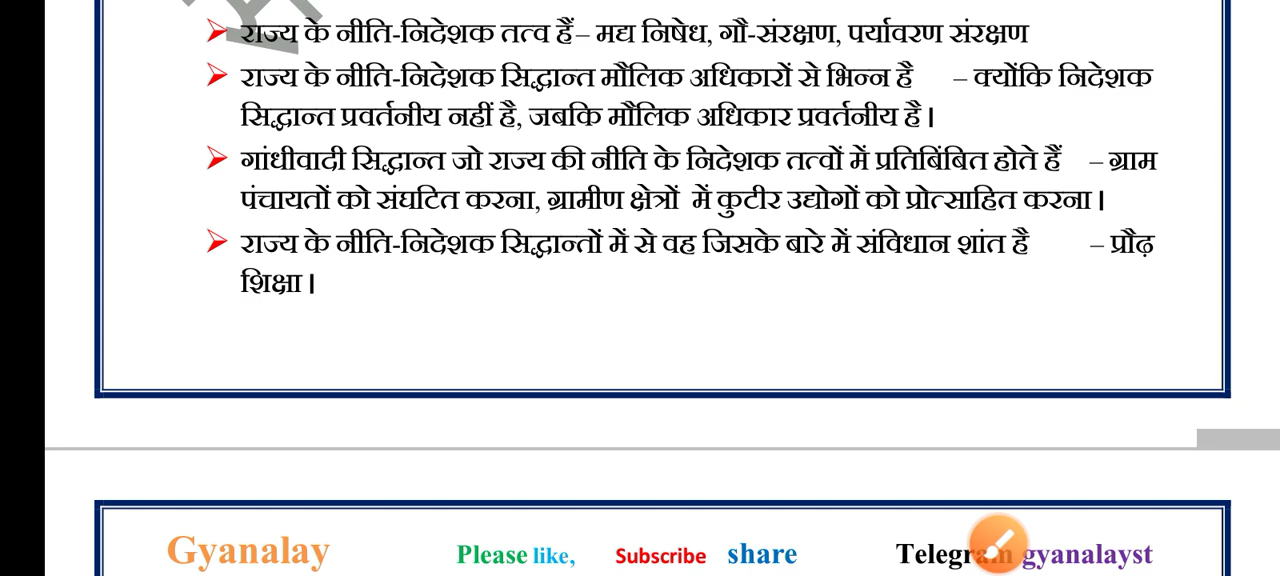 राज्य के नीति-निदेशक तत्व हैं– मद्य निषेध, गौ-संरक्षण, पर्यावरण संरक्षण
राज्य के नीति-निदेशक सिद्धान्त मौलिक अधिकारों से भिन्न है – क्योंकि निदेशक
सिद्धान्त प्रवर्तनीय नहीं है, जबकि मौलिक अधिकार प्रवर्तनीय है।
गांधीवादी सिद्धान्त जो राज्य की नीति के निदेशक तत्वों में प्रतिबिंबित होते हैं – ग्राम
पंचायतों को संघटित करना, ग्रामीण क्षेत्रों में कुटीर उद्योगों को प्रोत्साहित करना।
राज्य के नीति-निदेशक सिद्धान्तों में से वह जिसके बारे में संविधान शांत है – प्रौढ़
शिक्षा।
Gyanalay Please like, Subscribe share Telegram gyanalayst